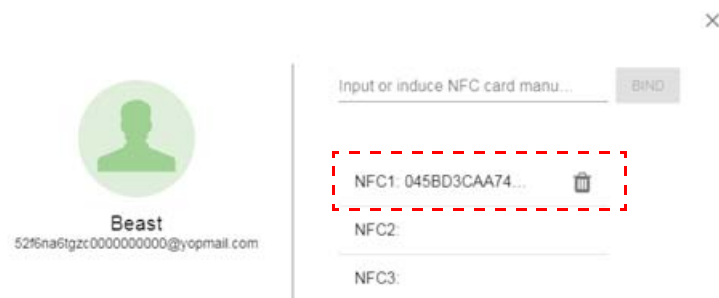 Input or induce NFC card manu...
BIND
NFC1: 045BD3CAA74...
Beast
52f6na6tgzc0000000000@yopmail.com
NFC2:
NFC3: